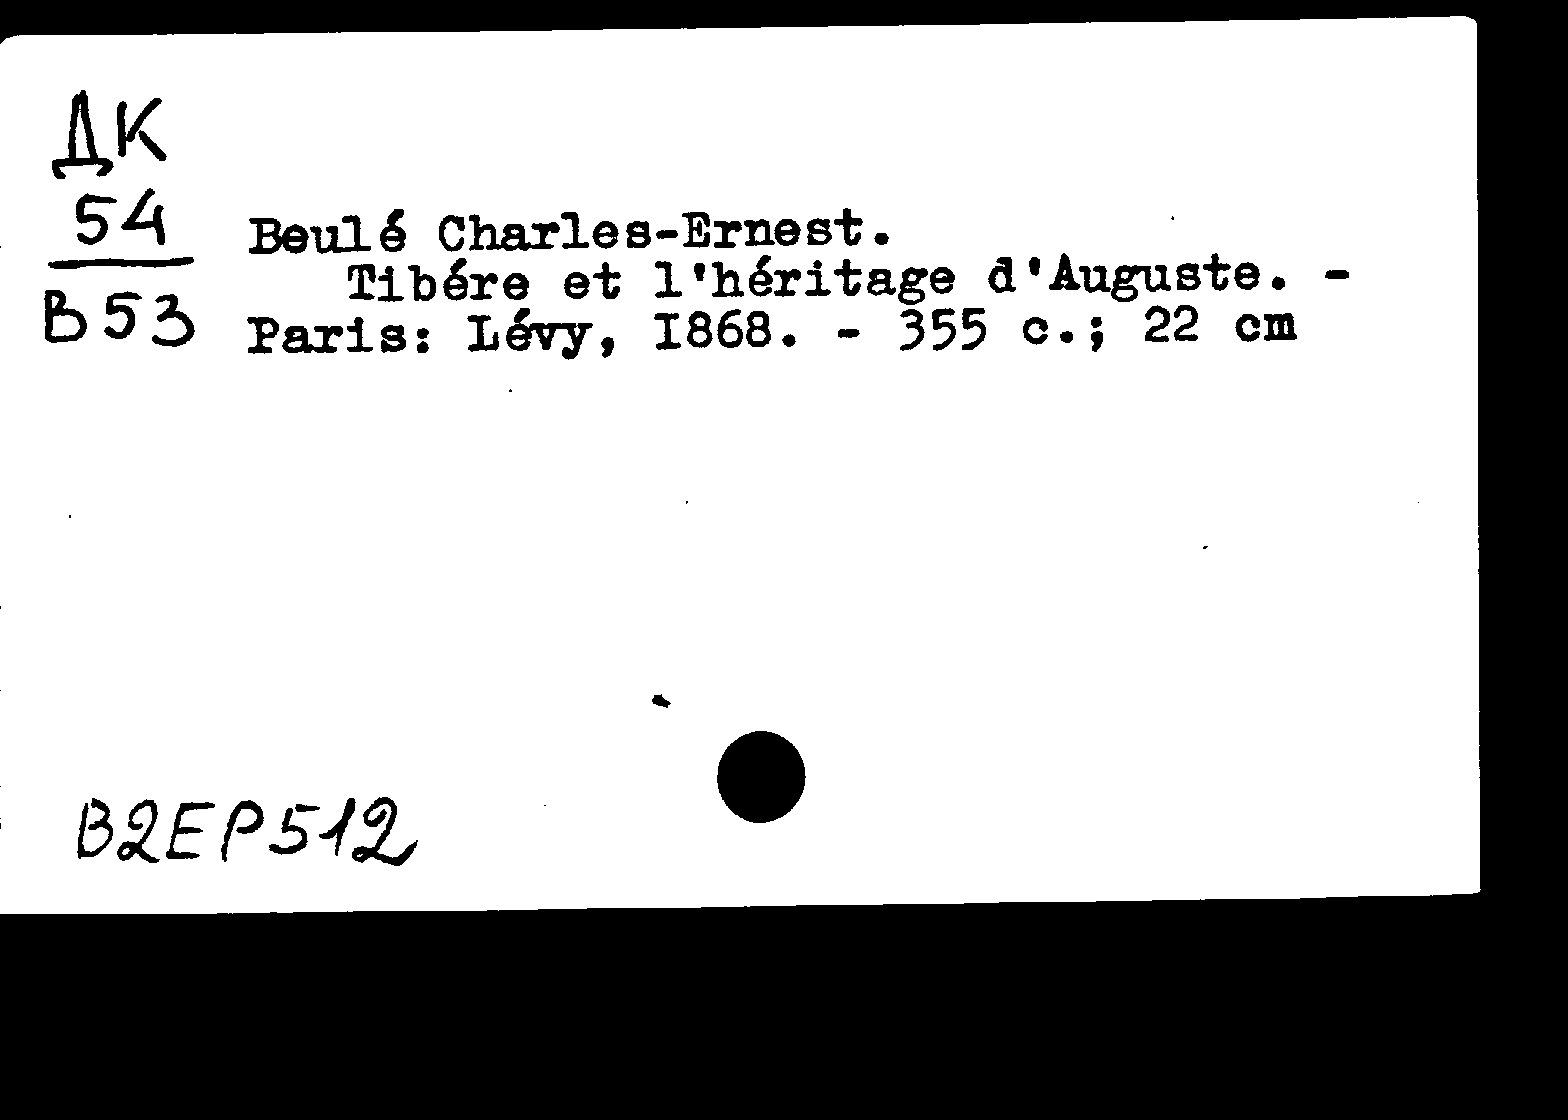 ДК
54
В53
Beulé Charles-Ernest.
Tibére et l'héritage d'Auguste. -
Paris: Lévy, I868. - 355 с.; 22 cm
B2EP512